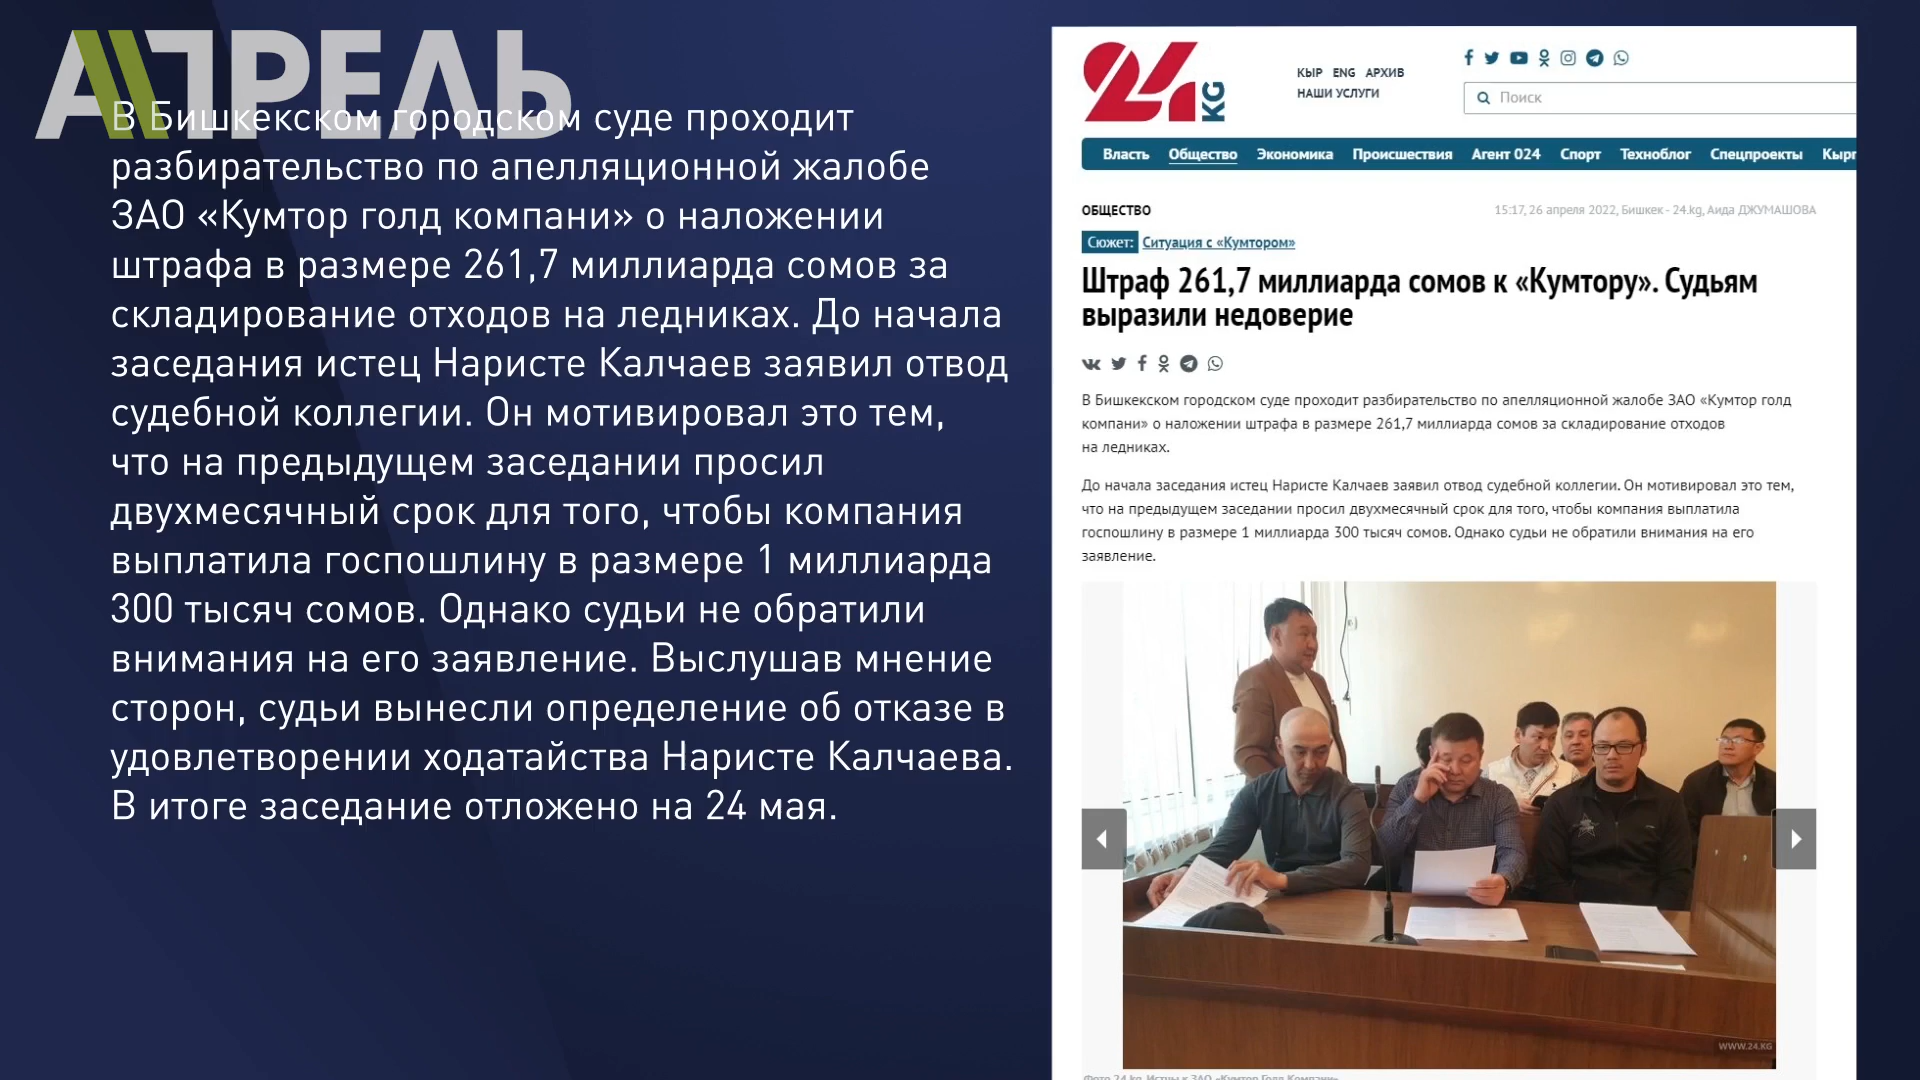 АПРЕЛЬ
В Бишкекском городском суде проходит
разбирательство по апелляционной жалобе
ЗАО «Кумтор голд компани» о наложении
штрафа в размере 261,7 миллиарда сомов за
складирование отходов на ледниках. До начала
заседания истец Наристе Калчаев заявил отвод
судебной коллегии. Он мотивировал это тем,
что на предыдущем заседании просил
двухмесячный срок для того, чтобы компания
выплатила госпошлину в размере 1 миллиарда
300 тысяч сомов. Однако судьи не обратили
внимания на его заявление. Выслушав мнение
сторон, судьи вынесли определение об отказе в
удовлетворении ходатайства Наристе Калчаева.
В итоге заседание отложено на 24 мая.
24 KG
КЫР ENG АРХИВ
НАШИ УСЛУГИ
Поиск
Власть Общество Экономика Происшествия Агент 024 Спорт Техноблог Спецпроекты Кырг
ОБЩЕСТВО
15:17, 26 апреля 2022, Бишкек - 24.kg, Аида ДЖУМАШОВА
Сюжет: Ситуация с «Кумтором»
Штраф 261,7 миллиарда сомов к «Кумтору». Судьям
выразили недоверие
В Бишкекском городском суде проходит разбирательство по апелляционной жалобе ЗАО «Кумтор голд
компани» о наложении штрафа в размере 261,7 миллиарда сомов за складирование отходов
на ледниках.
До начала заседания истец Наристе Калчаев заявил отвод судебной коллегии. Он мотивировал это тем,
что на предыдущем заседании просил двухмесячный срок для того, чтобы компания выплатила
госпошлину в размере 1 миллиарда 300 тысяч сомов. Однако судьи не обратили внимания на его
заявление.
WWW.24.KG
Фото 24.kg. Истцы к ЗАО «Кумтор Голд Компани»